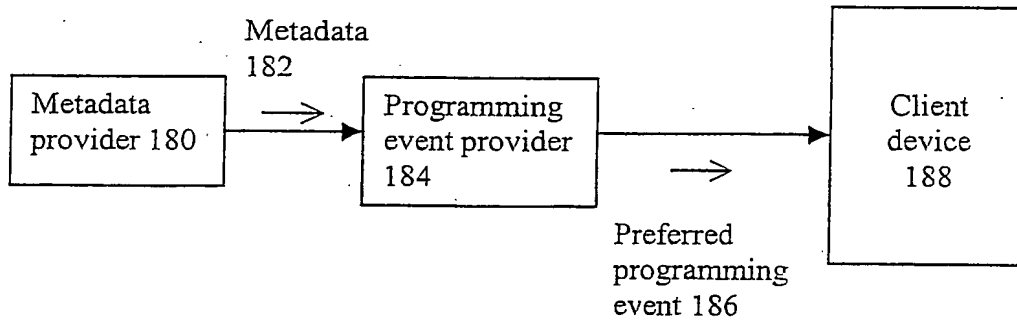 Metadata
182
Metadata
provider 180
Programming
event provider
184
Client
device
188
Preferred
programming
event 186